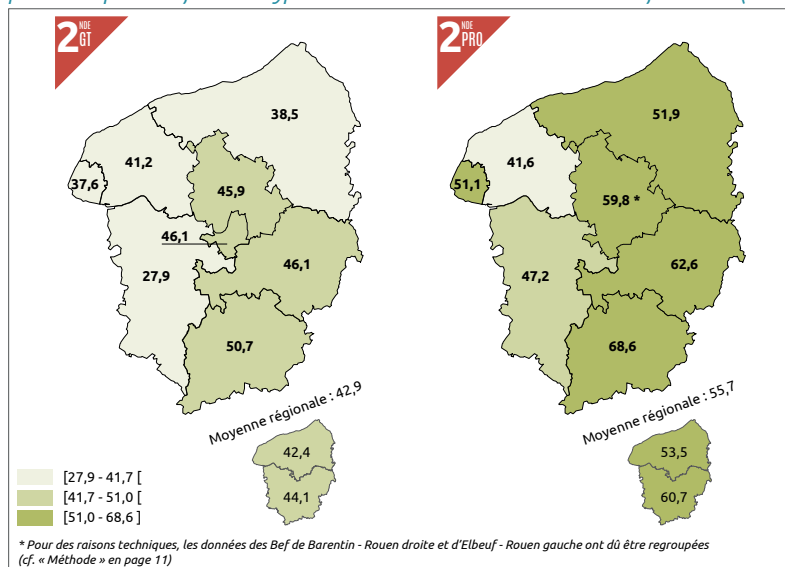 2NDE GT
38,5
41,2
37,6
45,9
46,1
46,1
27,9
50,7
Moyenne régionale : 42,9
42,4
44,1
2NDE PRO
51,9
41,6
51,1
59,8 *
62,6
47,2
68,6
Moyenne régionale : 55,7
53,5
60,7
[27,9 - 41,7 [
[41,7 - 51,0 [
[51,0 - 68,6 ]
* Pour des raisons techniques, les données des Bef de Barentin - Rouen droite et d'Elbeuf - Rouen gauche ont dû être regroupées
(cf. « Méthode » en page 11)